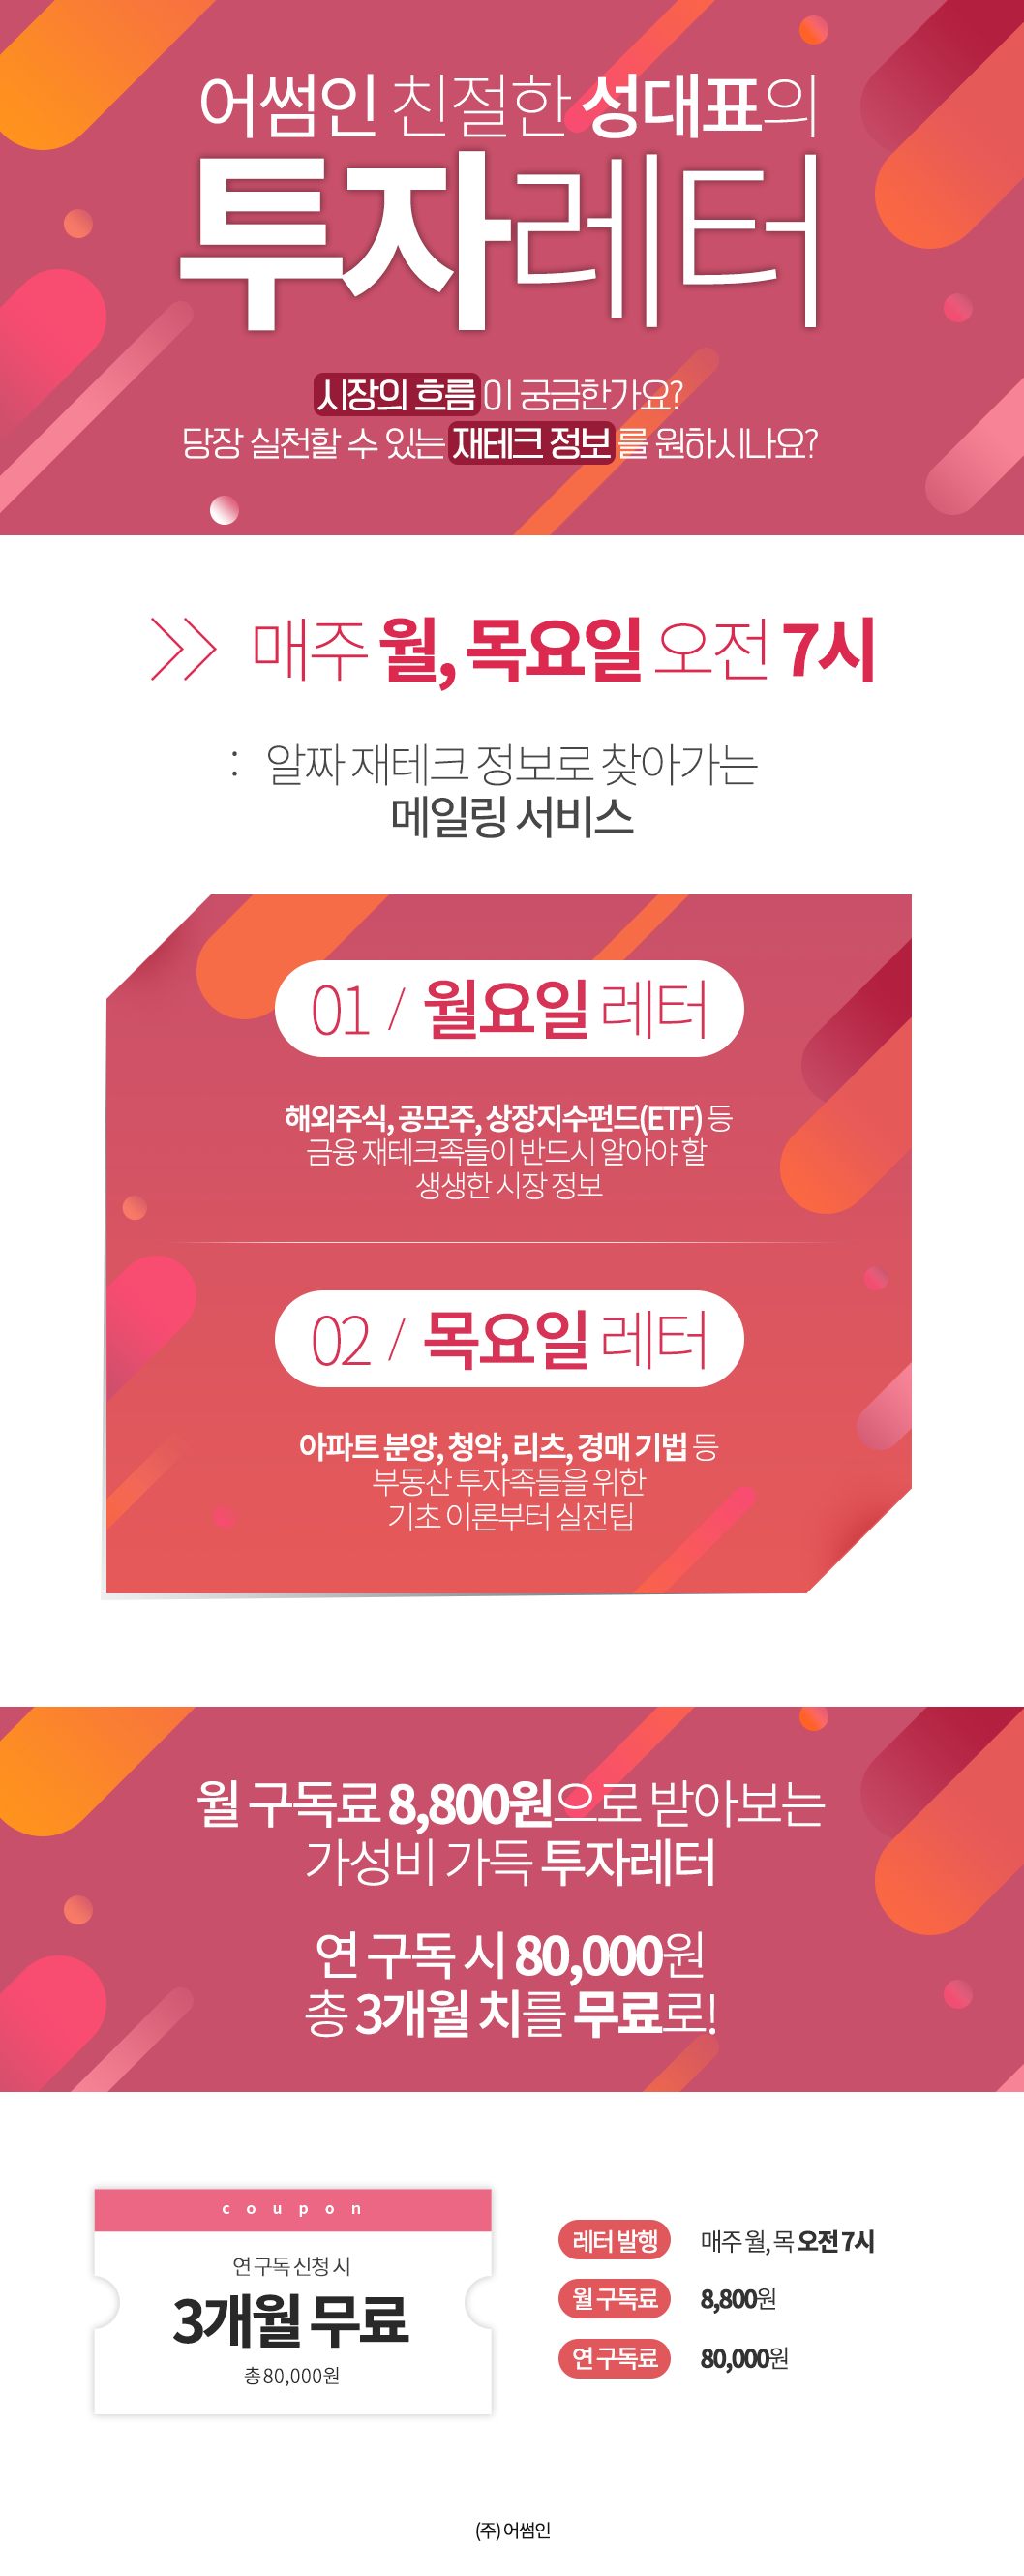 어썸인 친절한 성대표의
투자레터
시장의 흐름이 궁금한가요?
당장 실천할 수 있는 재테크 정보를 원하시나요?
매주 월, 목요일 오전 7시
: 알짜 재테크 정보로 찾아가는
메일링 서비스
01 / 월요일 레터
해외주식, 공모주, 상장지수펀드(ETF) 등
금융 재테크족들이 반드시 알아야 할
생생한 시장 정보
02 / 목요일 레터
아파트 분양, 청약, 리츠, 경매 기법 등
부동산 투자족들을 위한
기초 이론부터 실전팁
월 구독료 8,800원으로 받아보는
가성비 가득 투자레터
연 구독 시 80,000원
총 3개월 치를 무료로!
coupon
연 구독 신청 시
3개월 무료
총 80,000원
레터 발행 매주 월, 목 오전 7시
월 구독료 8,800원
연 구독료 80,000원
(주) 어썸인